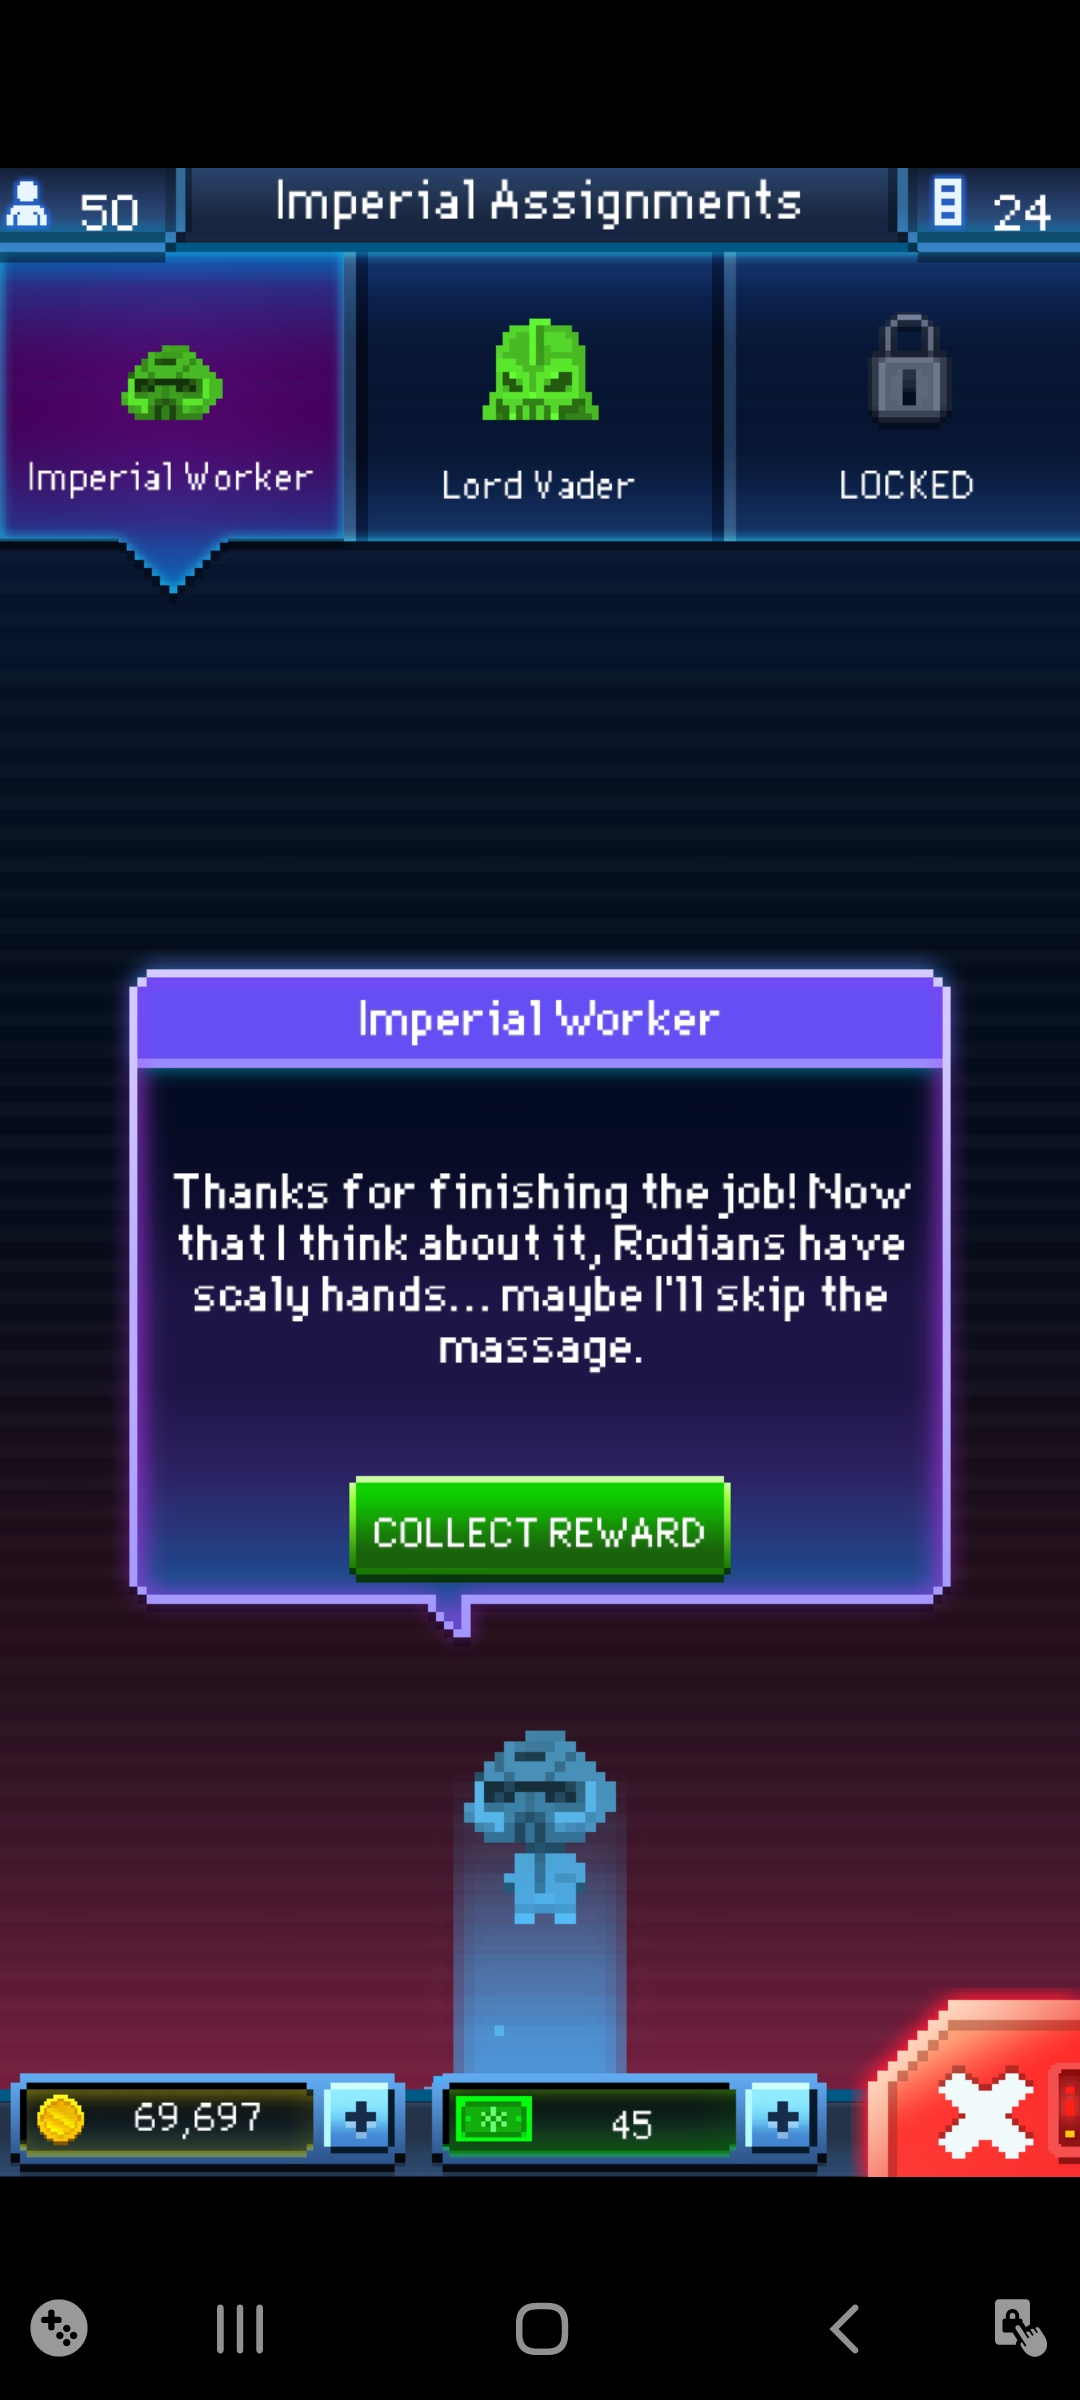 50
Imperial Assignments
24
Imperial Worker
Lord Vader
LOCKED
Imperial Worker
Thanks for finishing the job! Now
that I think about it, Rodians have
scaly hands... maybe I'll skip the
massage.
COLLECT REWARD
69,697
45